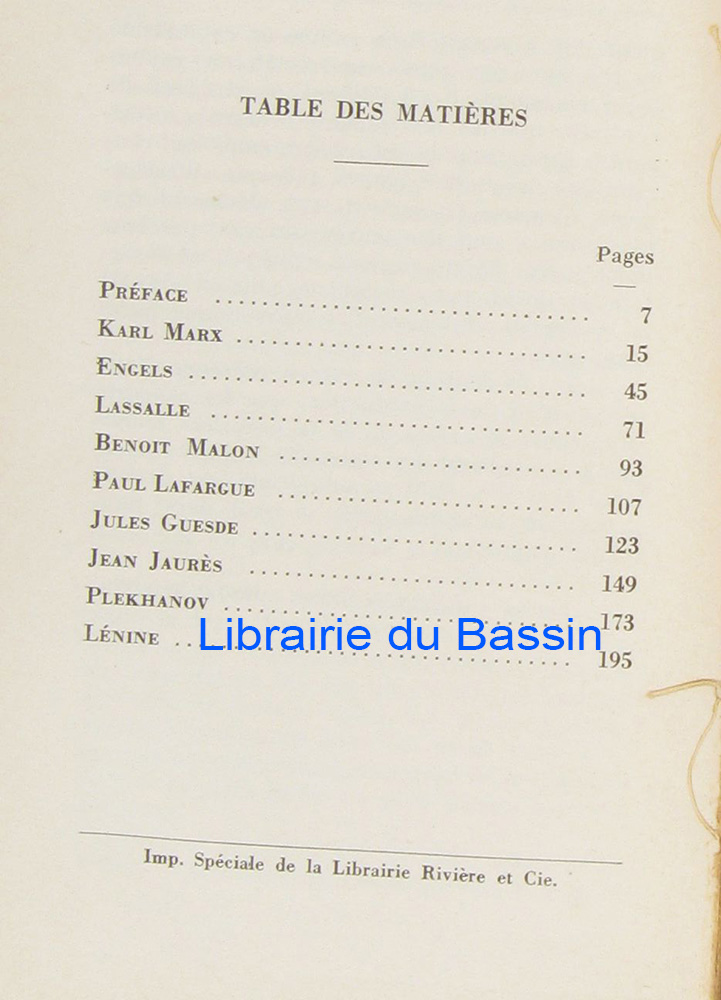 TABLE DES MATIÈRES
Pages
PRÉFACE ................................ 7
KARL MARX .............................. 15
ENGELS .................................. 45
LASSALLE ................................ 71
BENOIT MALON .......................... 93
PAUL LAFARGUE .......................... 107
JULES GUESDE ............................ 123
JEAN JAURÈS ............................ 149
PLEKHANOV .............................. 173
LÉNINE .................................. 195
Librairie du Bassin
Imp. Spéciale de la Librairie Rivière et Cie.